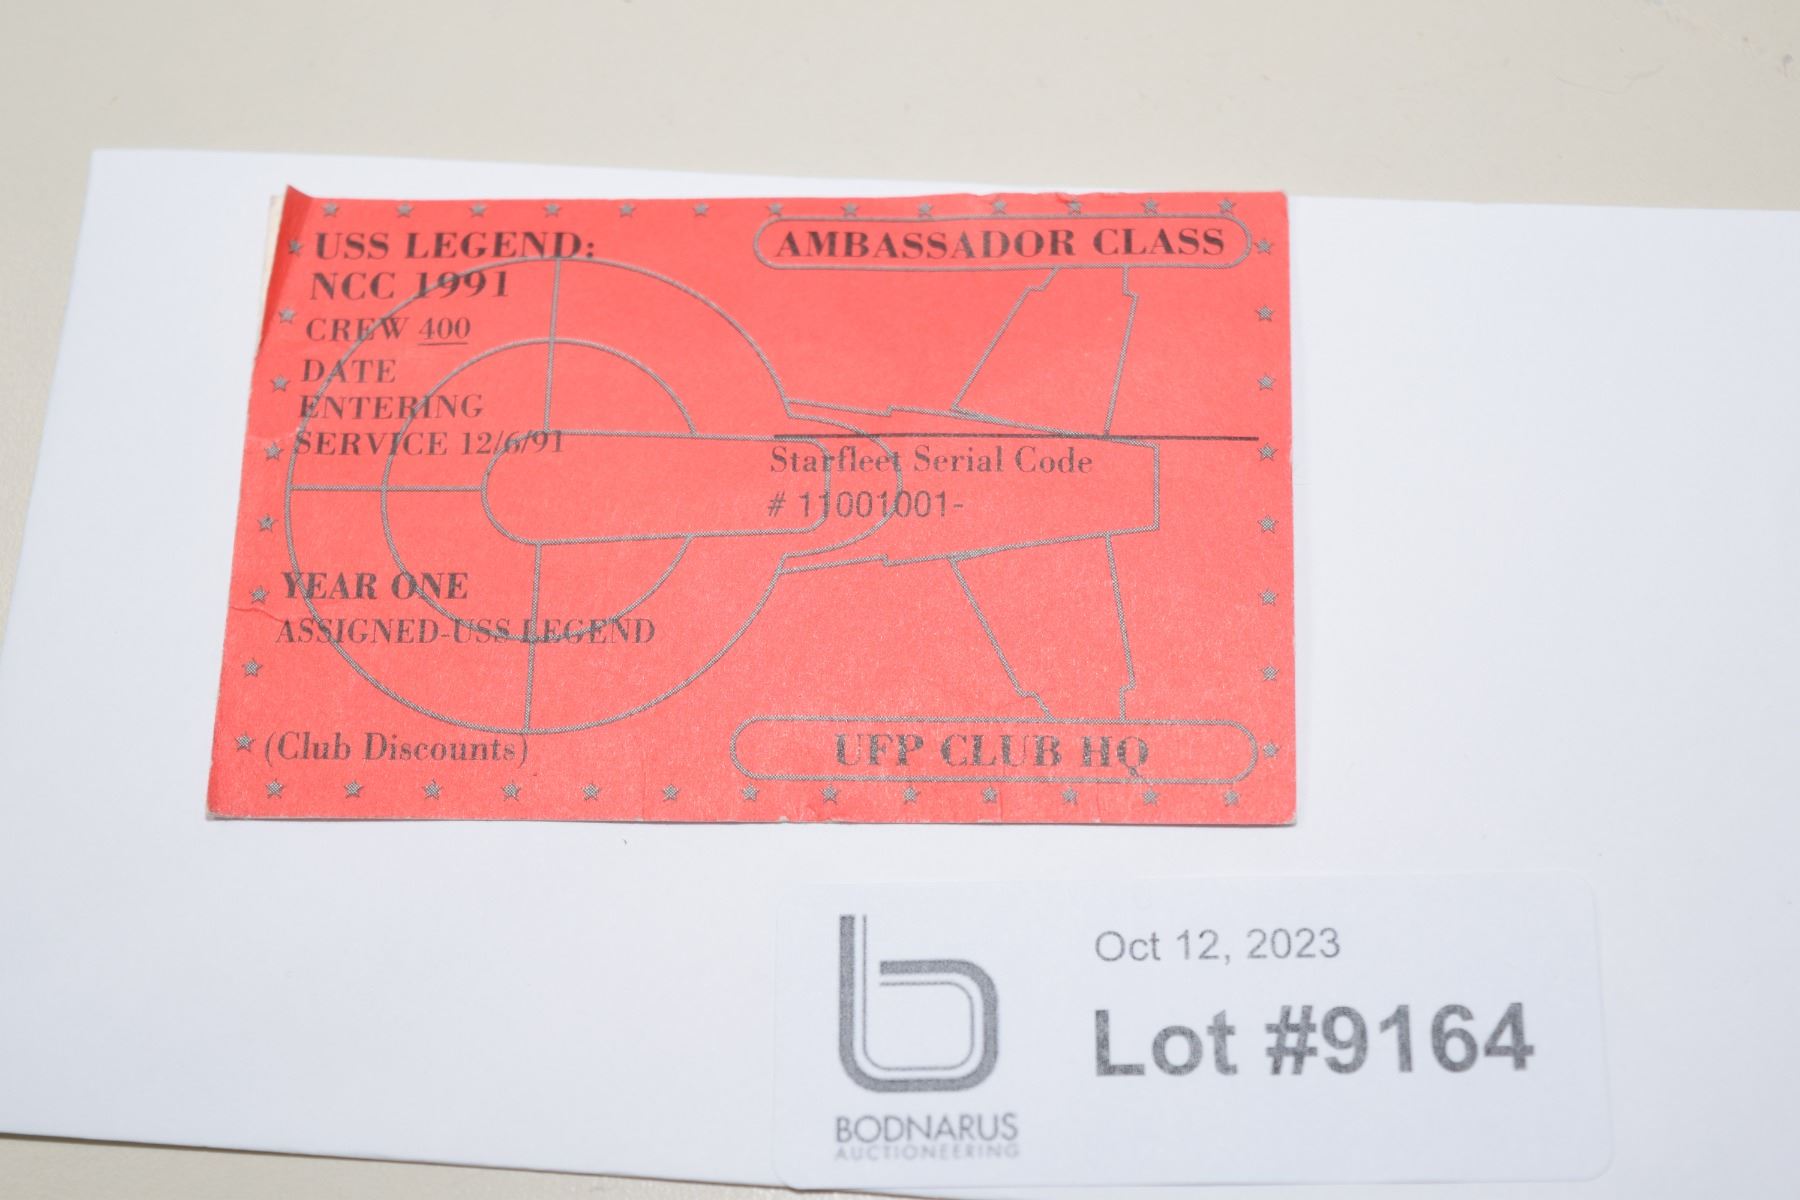 USS LEGEND:
NCC 1991
CREW 400
DATE
ENTERING
SERVICE 12/6/91
AMBASSADOR CLASS
Starfleet Serial Code
# 11001001-
YEAR ONE
ASSIGNED-USS LEGEND
(Club Discounts)
UFP CLUB HQ
Oct 12, 2023
Lot #9164
BODNARUS
AUCTIONEERING